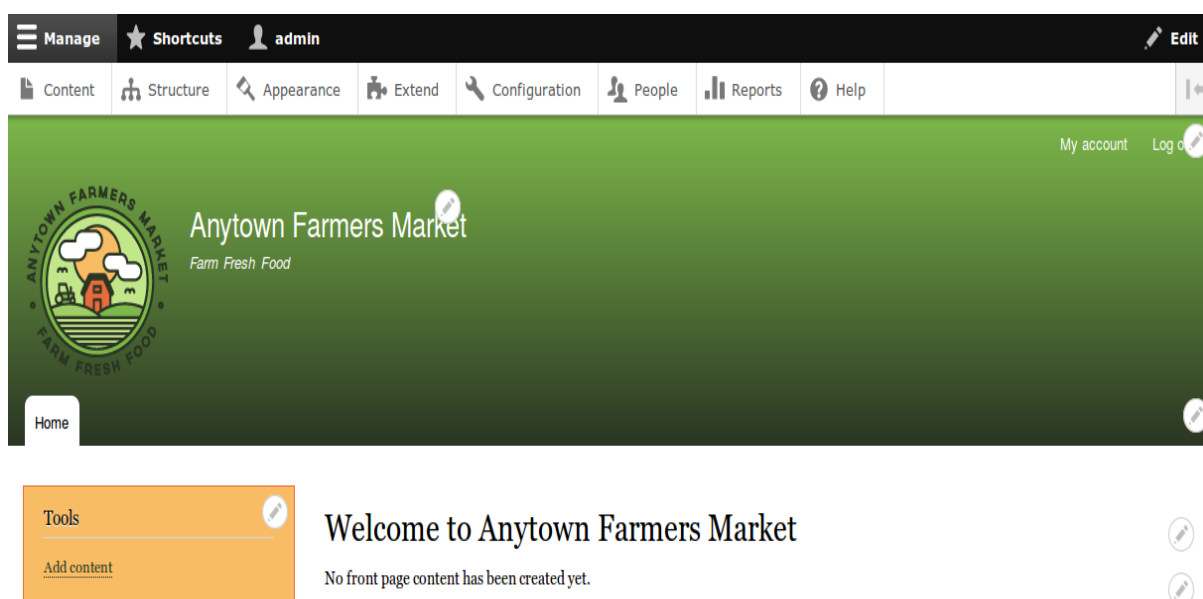 Manage Shortcuts admin Edit
Content Structure Appearance Extend Configuration People Reports Help
My account Log o
ANYTOWN FARMERS MARKET
FARM FRESH FOOD
Anytown Farmers Market
Farm Fresh Food
Home
Tools
Add content
Welcome to Anytown Farmers Market
No front page content has been created yet.